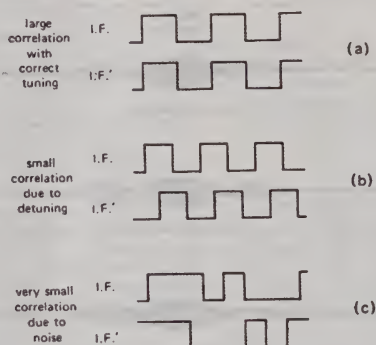 large
correlation
with
correct
tuning
I.F.
I.F.'
(a)
small
correlation
due to
detuning
I.F.
I.F.'
(b)
very small
correlation
due to
noise
I.F.
I.F.'
(c)